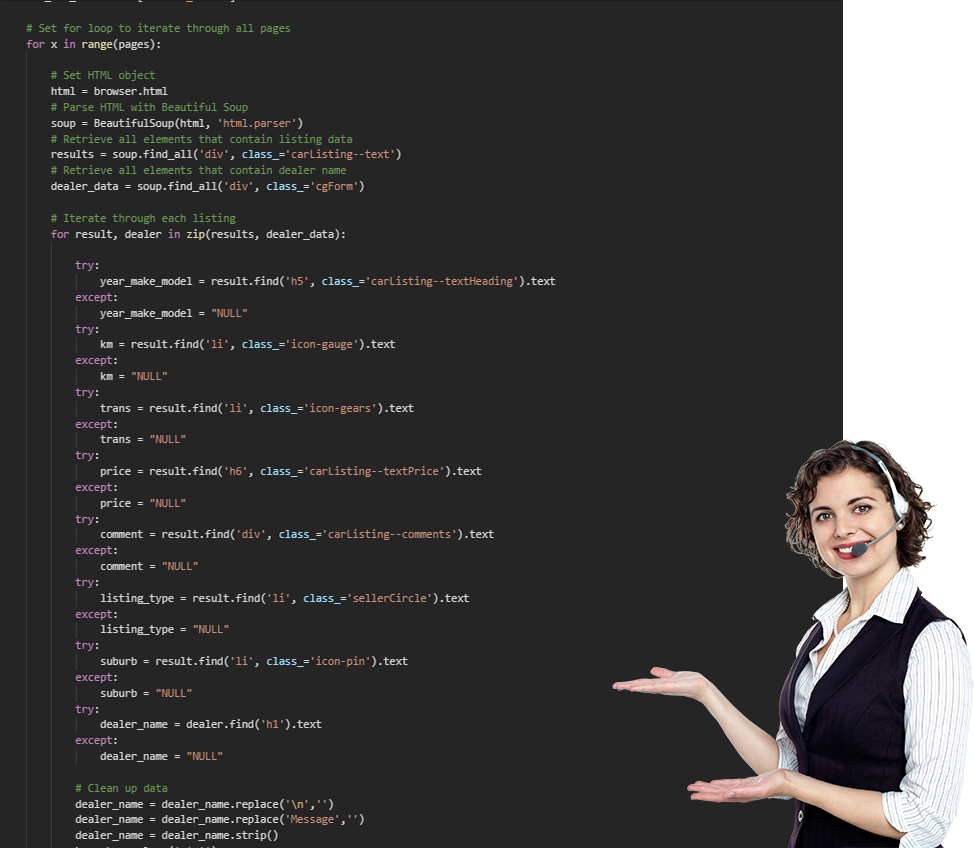 # Set for loop to iterate through all pages
for x in range(pages):
# Set HTML object
html = browser.html
# Parse HTML with Beautiful Soup
soup = BeautifulSoup(html, 'html.parser')
# Retrieve all elements that contain listing data
results = soup.find_all('div', class_='carListing--text')
# Retrieve all elements that contain dealer name
dealer_data = soup.find_all('div', class_='cgForm')
# Iterate through each listing
for result, dealer in zip(results, dealer_data):
try:
year_make_model = result.find('h5', class_='carListing--textHeading').text
except:
year_make_model = "NULL"
try:
km = result.find('li', class_='icon-gauge').text
except:
km = "NULL"
try:
trans = result.find('li', class_='icon-gears').text
except:
trans = "NULL"
try:
price = result.find('h6', class_='carListing--textPrice').text
except:
price = "NULL"
try:
comment = result.find('div', class_='carListing--comments').text
except:
comment = "NULL"
try:
listing_type = result.find('li', class_='sellerCircle').text
except:
listing_type = "NULL"
try:
suburb = result.find('li', class_='icon-pin').text
except:
suburb = "NULL"
try:
dealer_name = dealer.find('h1').text
except:
dealer_name = "NULL"
# Clean up data
dealer_name = dealer_name.replace('\n','')
dealer_name = dealer_name.replace('Message','')
dealer_name = dealer_name.strip()